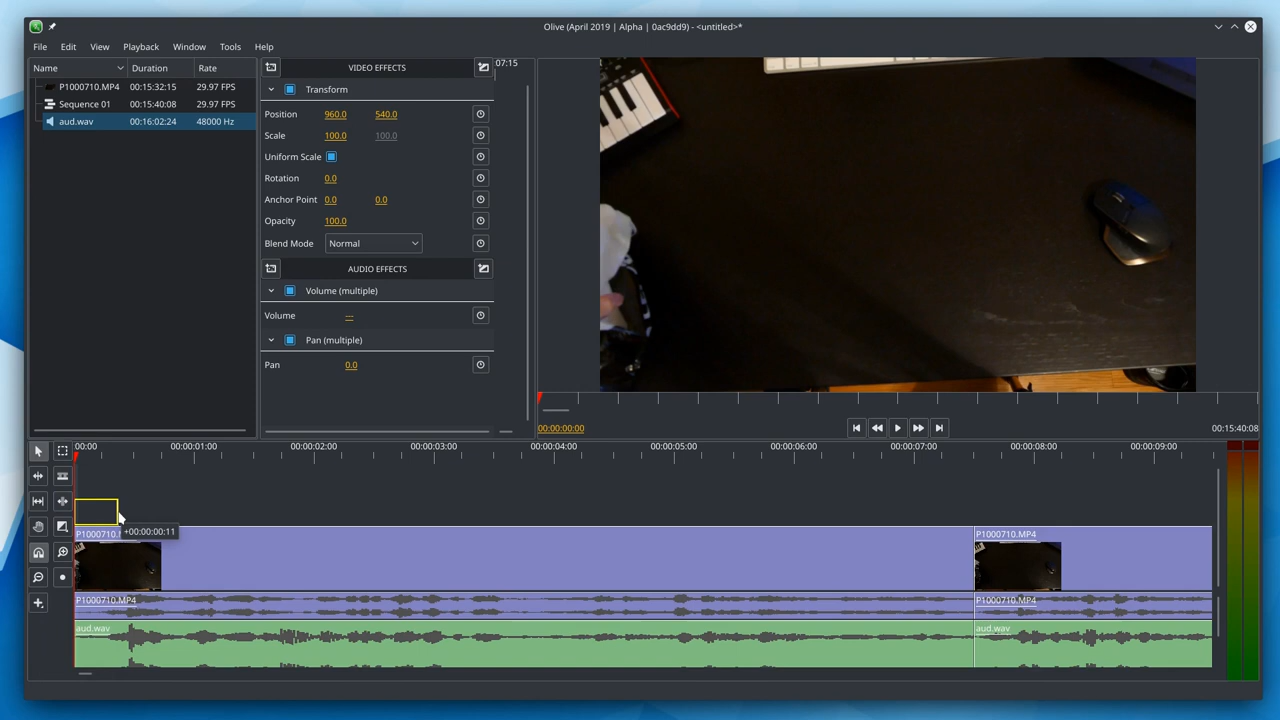 Olive (April 2019 | Alpha | 0ac9dd9) - <untitled>*
File Edit View Playback Window Tools Help
Name Duration Rate
P1000710.MP4 00:15:32:15 29.97 FPS
Sequence 01 00:15:40:08 29.97 FPS
aud.wav 00:16:02:24 48000 Hz
VIDEO EFFECTS
07:15
Transform
Position 960.0 540.0
Scale 100.0 100.0
Uniform Scale
Rotation 0.0
Anchor Point 0.0 0.0
Opacity 100.0
Blend Mode Normal
AUDIO EFFECTS
Volume (multiple)
Volume ---
Pan (multiple)
Pan 0.0
00:00:00:00
00:15:40:08
00:00 00:00:01:00 00:00:02:00 00:00:03:00 00:00:04:00 00:00:05:00 00:00:06:00 00:00:07:00 00:00:08:00 00:00:09:00
+00:00:00:11
P1000710. P1000710.MP4
P1000710.MP4 P1000710.MP4
aud.wav aud.wav